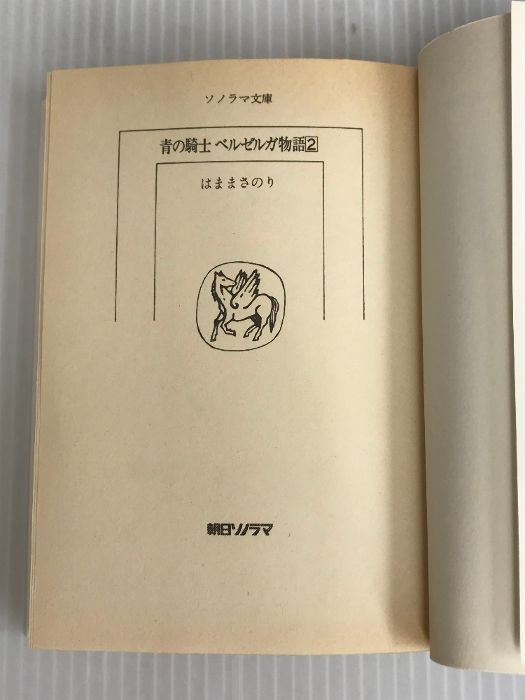 ソノラマ文庫
青の騎士 ベルゼルガ物語2
はままさのり
朝日ソノラマ